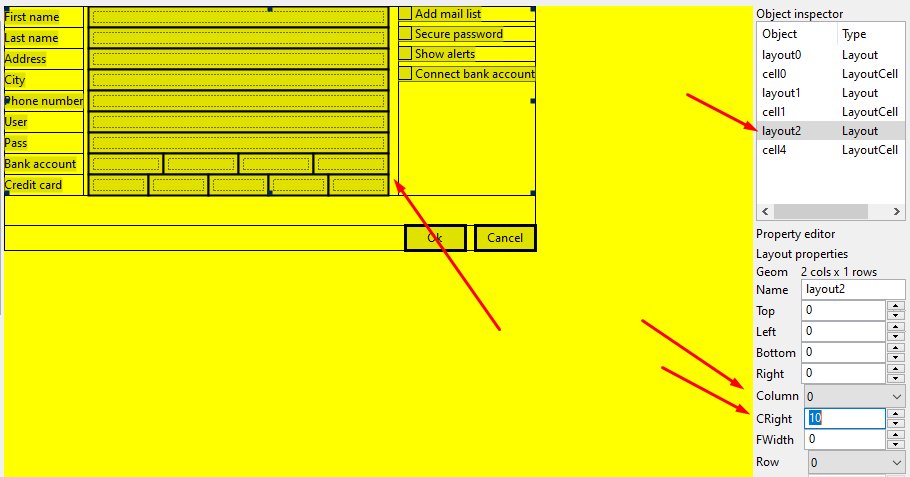 First name
Last name
Address
City
Phone number
User
Pass
Bank account
Credit card
Add mail list
Secure password
Show alerts
Connect bank account
Ok
Cancel
Object inspector
Object Type
layout0 Layout
cell0 LayoutCell
layout1 Layout
cell1 LayoutCell
layout2 Layout
cell4 LayoutCell
Property editor
Layout properties
Geom 2 cols x 1 rows
Name layout2
Top 0
Left 0
Bottom 0
Right 0
Column 0
CRight 10
FWidth 0
Row 0